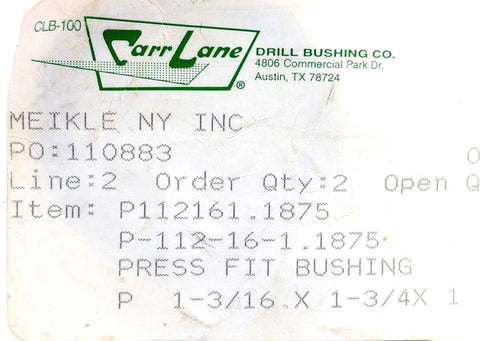 CLB-100
Carr Lane ®
DRILL BUSHING CO.
4806 Commercial Park Dr.
Austin, TX 78724
MEIKLE NY INC
PO:110883 O
Line:2 Order Qty:2 Open Q
Item: P112161.1875
P-112-16-1.1875
PRESS FIT BUSHING
P 1-3/16 X 1-3/4X 1